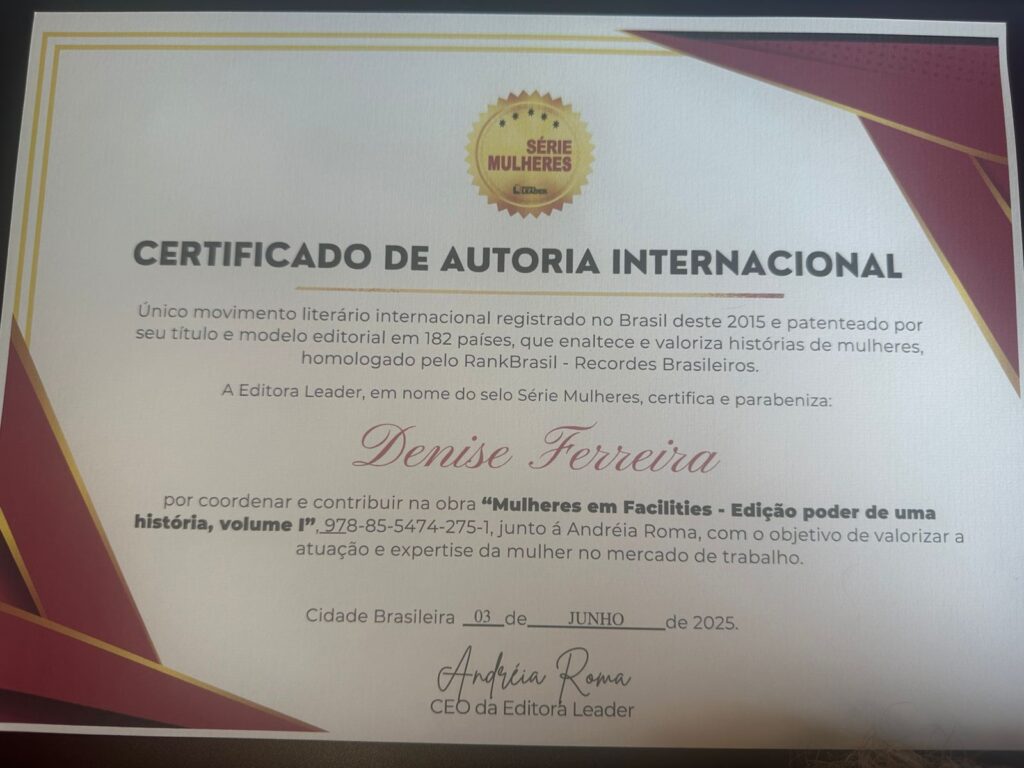 SÉRIE
MULHERES
LEADER
CERTIFICADO DE AUTORIA INTERNACIONAL
Único movimento literário internacional registrado no Brasil deste 2015 e patenteado por
seu título e modelo editorial em 182 países, que enaltece e valoriza histórias de mulheres,
homologado pelo RankBrasil - Recordes Brasileiros.
A Editora Leader, em nome do selo Série Mulheres, certifica e parabeniza:
Denise Ferreira
por coordenar e contribuir na obra “Mulheres em Facilities - Edição poder de uma
história, volume I”, 978-85-5474-275-1, junto á Andréia Roma, com o objetivo de valorizar a
atuação e expertise da mulher no mercado de trabalho.
Cidade Brasileira 03 de JUNHO de 2025.
Andréia Roma
CEO da Editora Leader